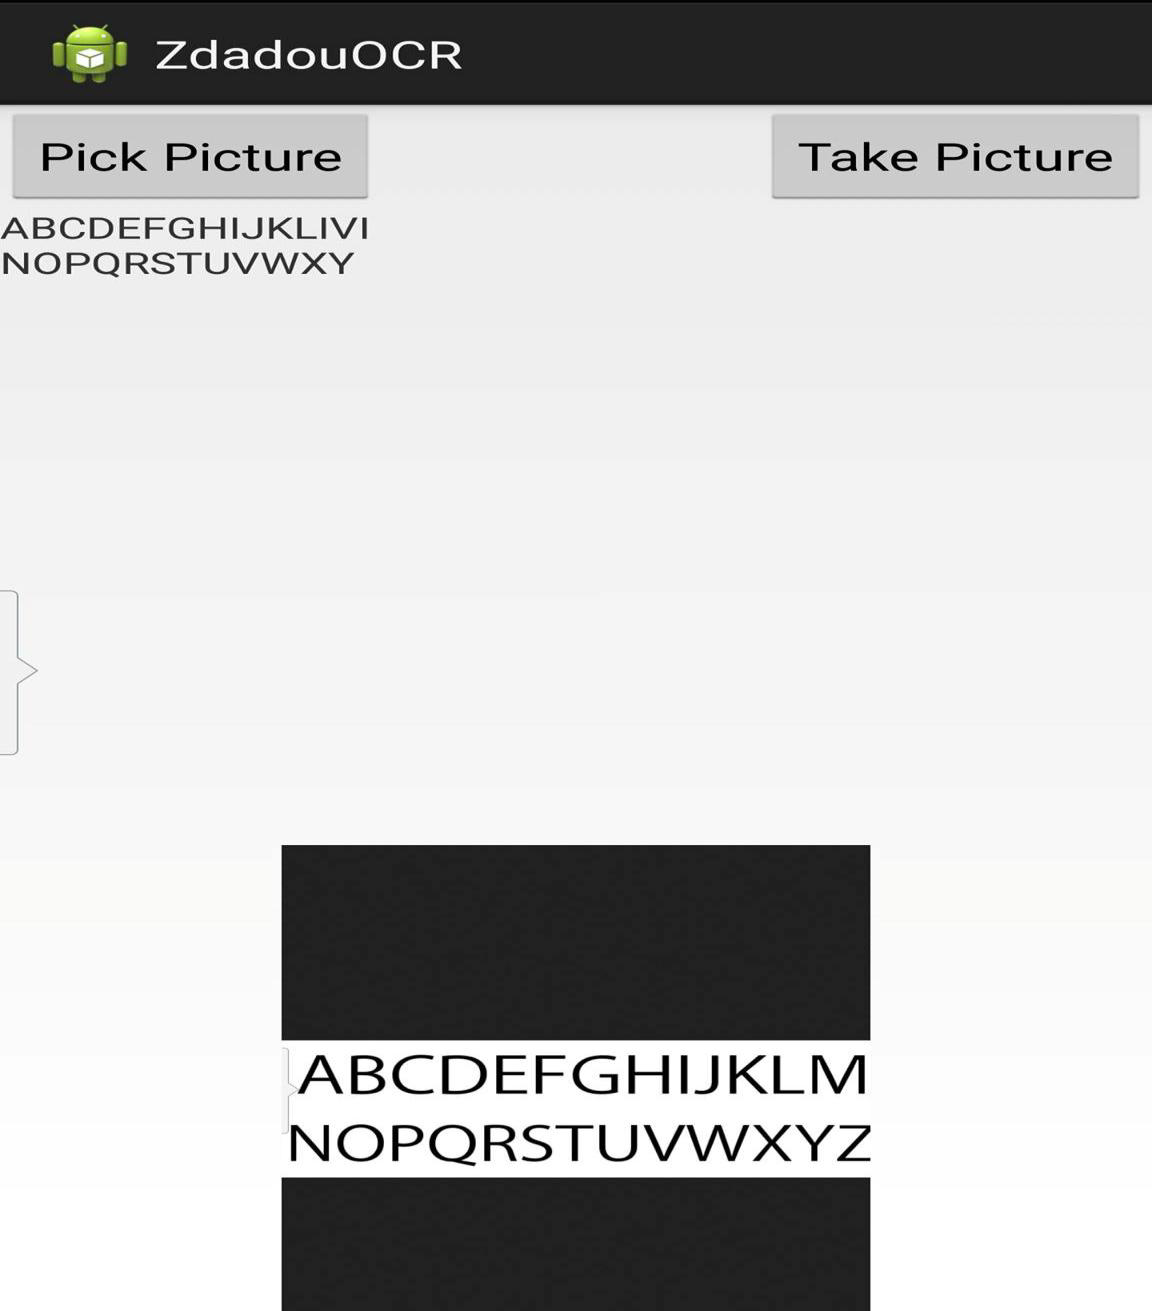 ZdadouOCR
Pick Picture
Take Picture
ABCDEFGHIJKLIVI
NOPQRSTUVWXY
ABCDEFGHIJKLM
NOPQRSTUVWXYZ